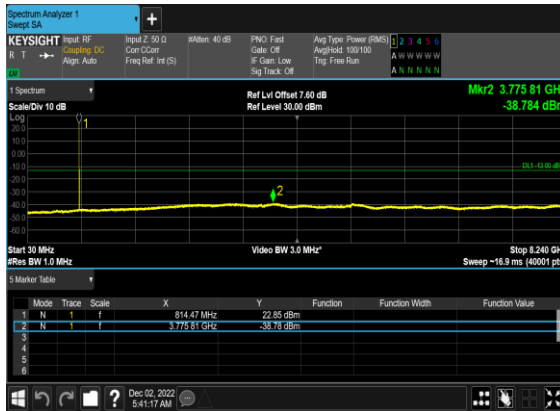 Spectrum Analyzer 1
Swept SA
KEYSIGHT Input: RF Input Z: 50 Ω #Atten: 40 dB PNO: Fast Avg Type: Power (RMS) 1 2 3 4 5 6
R T Coupling: DC Corr CCorr Gate: Off Avg|Hold: 100/100 A W W W W W
Align: Auto Freq Ref: Int (S) IF Gain: Low Trig: Free Run
LW Sig Track: Off A N N N N N
1 Spectrum Ref Lvl Offset 7.60 dB Mkr2 3.775 81 GHz
Scale/Div 10 dB Ref Level 30.00 dBm -38.784 dBm
Log
20.0 1
10.0
0.00
-10.0 DL1 -13.00 dB
-20.0
-30.0 2
-40.0
-50.0
-60.0
Start 30 MHz Video BW 3.0 MHz* Stop 8.240 GH
#Res BW 1.0 MHz Sweep ~16.9 ms (40001 pt
5 Marker Table
Mode Trace Scale X Y Function Function Width Function Value
1 N 1 f 814.47 MHz 22.85 dBm
2 N 1 f 3.775 81 GHz -38.78 dBm
3
4
5
6
Dec 02, 2022
5:41:17 AM